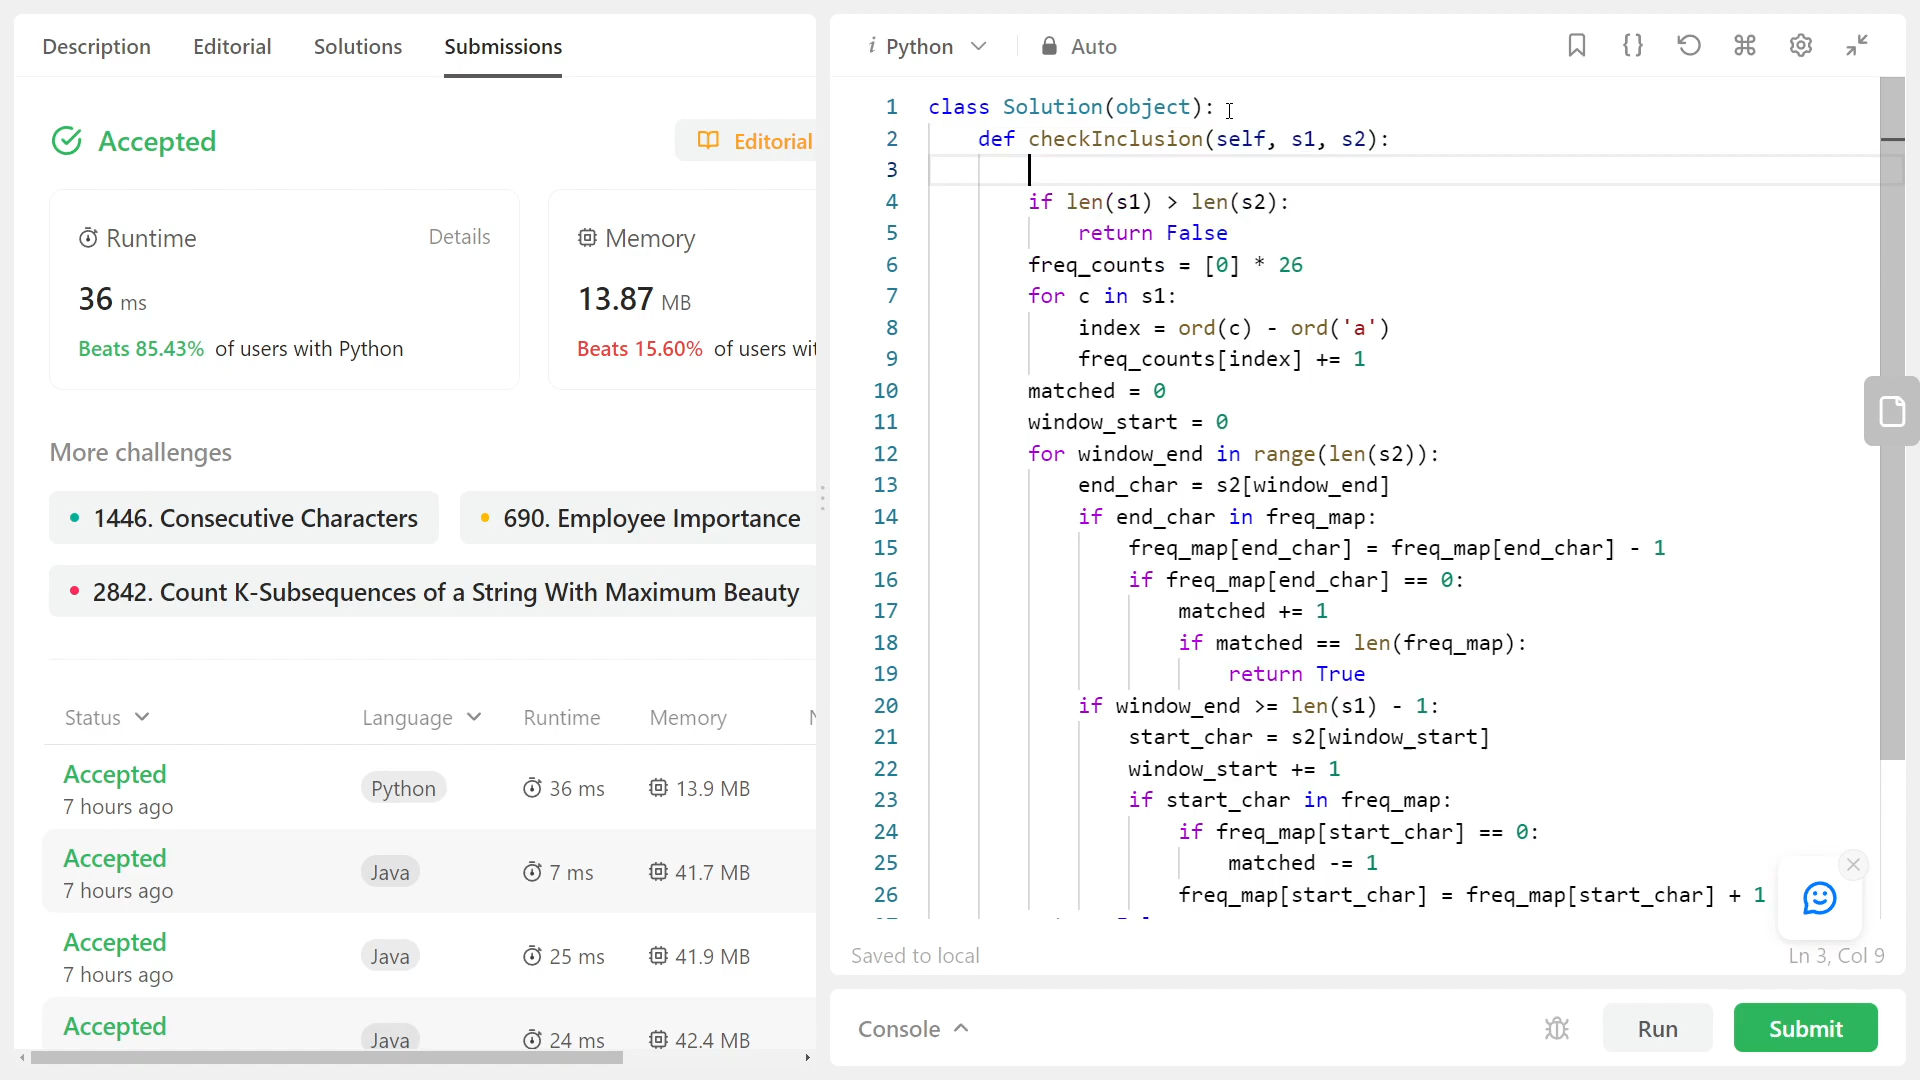 Description Editorial Solutions Submissions
Accepted
Editorial
Runtime Details
36 ms
Beats 85.43% of users with Python
Memory
13.87 MB
Beats 15.60% of users wit
More challenges
1446. Consecutive Characters
690. Employee Importance
2842. Count K-Subsequences of a String With Maximum Beauty
Status Language Runtime Memory
Accepted
7 hours ago
Python 36 ms 13.9 MB
Accepted
7 hours ago
Java 7 ms 41.7 MB
Accepted
7 hours ago
Java 25 ms 41.9 MB
Accepted
Java 24 ms 42.4 MB
i Python Auto
1 class Solution(object):
2 def checkInclusion(self, s1, s2):
3
4 if len(s1) > len(s2):
5 return False
6 freq_counts = [0] * 26
7 for c in s1:
8 index = ord(c) - ord('a')
9 freq_counts[index] += 1
10 matched = 0
11 window_start = 0
12 for window_end in range(len(s2)):
13 end_char = s2[window_end]
14 if end_char in freq_map:
15 freq_map[end_char] = freq_map[end_char] - 1
16 if freq_map[end_char] == 0:
17 matched += 1
18 if matched == len(freq_map):
19 return True
20 if window_end >= len(s1) - 1:
21 start_char = s2[window_start]
22 window_start += 1
23 if start_char in freq_map:
24 if freq_map[start_char] == 0:
25 matched -= 1
26 freq_map[start_char] = freq_map[start_char] + 1
Saved to local
Ln 3, Col 9
Console
Run
Submit